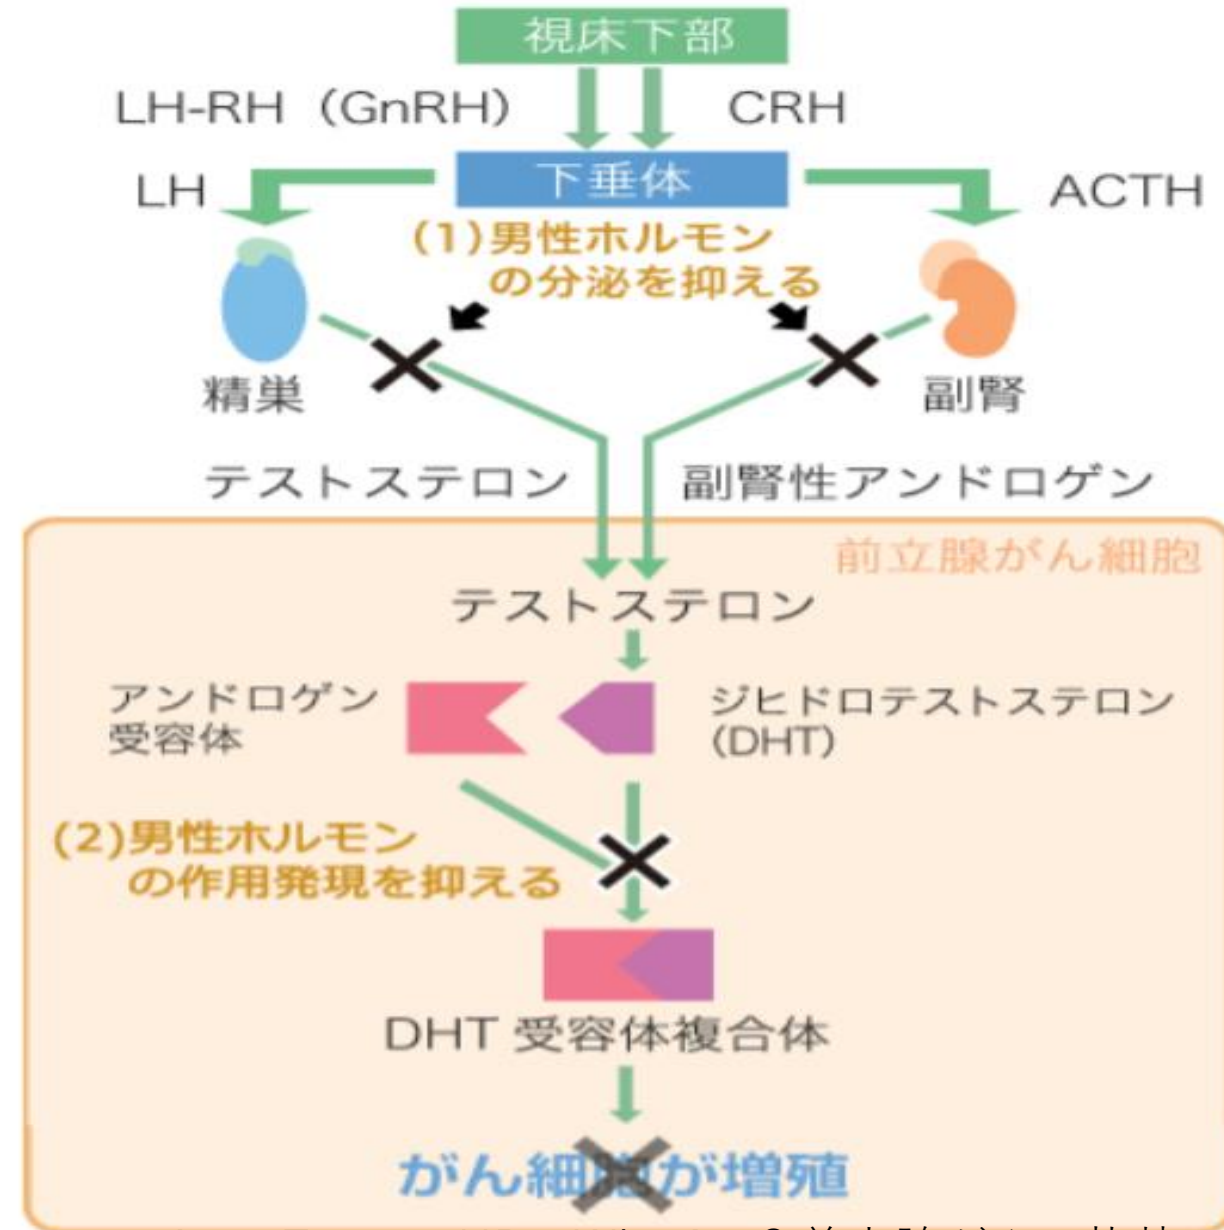 視床下部
LH-RH（GnRH）
CRH
下垂体
LH
ACTH
(1)男性ホルモン
の分泌を抑える
精巣
副腎
テストステロン
副腎性アンドロゲン
前立腺がん細胞
テストステロン
アンドロゲン
受容体
ジヒドロテストステロン
(DHT)
(2)男性ホルモン
の作用発現を抑える
DHT 受容体複合体
がん細胞が増殖